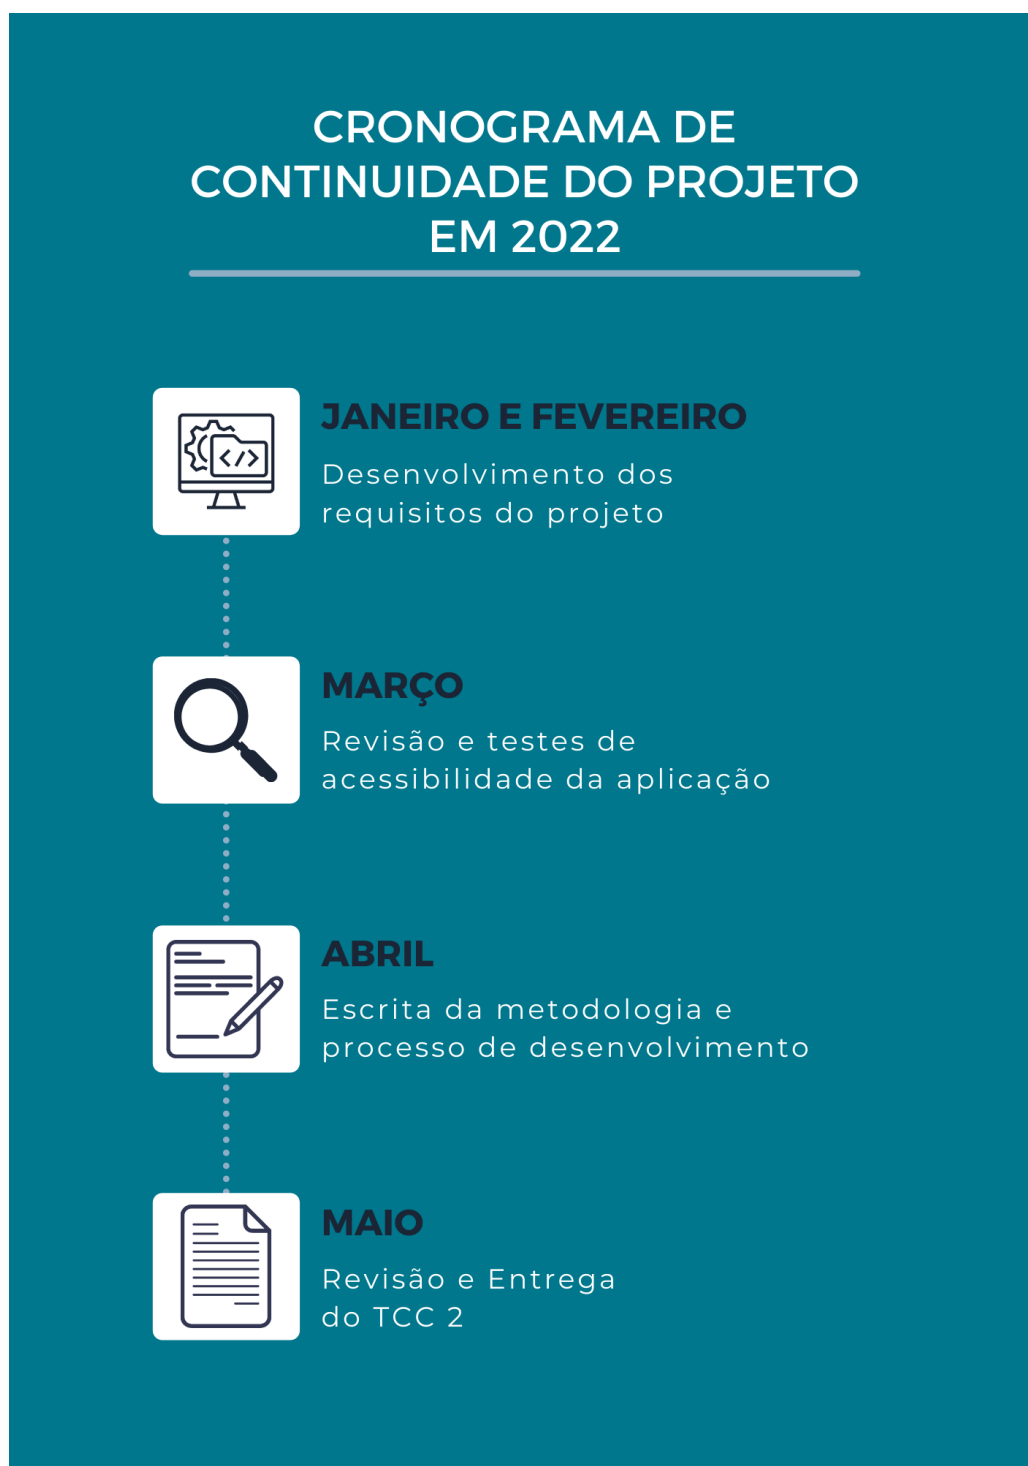 CRONOGRAMA DE
CONTINUIDADE DO PROJETO
EM 2022
JANEIRO E FEVEREIRO
Desenvolvimento dos
requisitos do projeto
MARÇO
Revisão e testes de
acessibilidade da aplicação
ABRIL
Escrita da metodologia e
processo de desenvolvimento
MAIO
Revisão e Entrega
do TCC 2